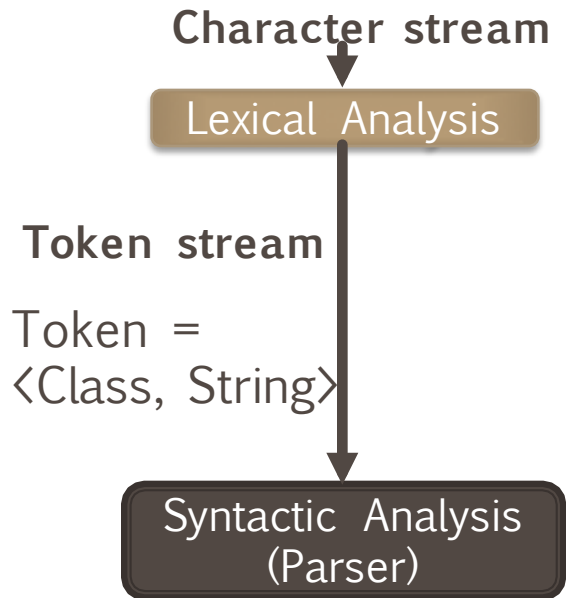 Character stream
Lexical Analysis
Token stream
Token =
<Class, String>
Syntactic Analysis
(Parser)